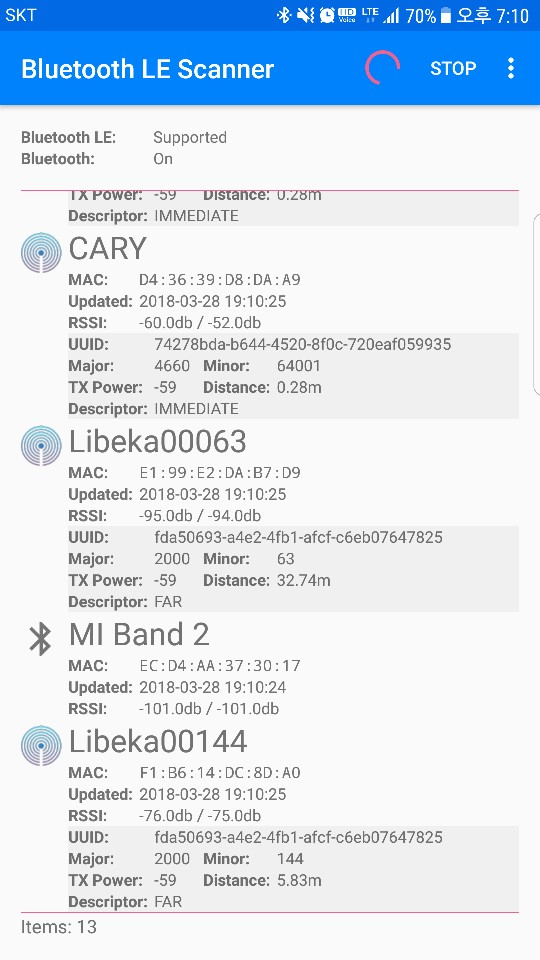 SKT HD Voice LTE 70% 오후 7:10
Bluetooth LE Scanner STOP
Bluetooth LE: Supported
Bluetooth: On
TX Power: -59 Distance: 0.28m
Descriptor: IMMEDIATE
CARY
MAC: D4:36:39:D8:DA:A9
Updated: 2018-03-28 19:10:25
RSSI: -60.0db / -52.0db
UUID: 74278bda-b644-4520-8f0c-720eaf059935
Major: 4660 Minor: 64001
TX Power: -59 Distance: 0.28m
Descriptor: IMMEDIATE
Libeka00063
MAC: E1:99:E2:DA:B7:D9
Updated: 2018-03-28 19:10:25
RSSI: -95.0db / -94.0db
UUID: fda50693-a4e2-4fb1-afcf-c6eb07647825
Major: 2000 Minor: 63
TX Power: -59 Distance: 32.74m
Descriptor: FAR
MI Band 2
MAC: EC:D4:AA:37:30:17
Updated: 2018-03-28 19:10:24
RSSI: -101.0db / -101.0db
Libeka00144
MAC: F1:B6:14:DC:8D:A0
Updated: 2018-03-28 19:10:25
RSSI: -76.0db / -75.0db
UUID: fda50693-a4e2-4fb1-afcf-c6eb07647825
Major: 2000 Minor: 144
TX Power: -59 Distance: 5.83m
Descriptor: FAR
Items: 13